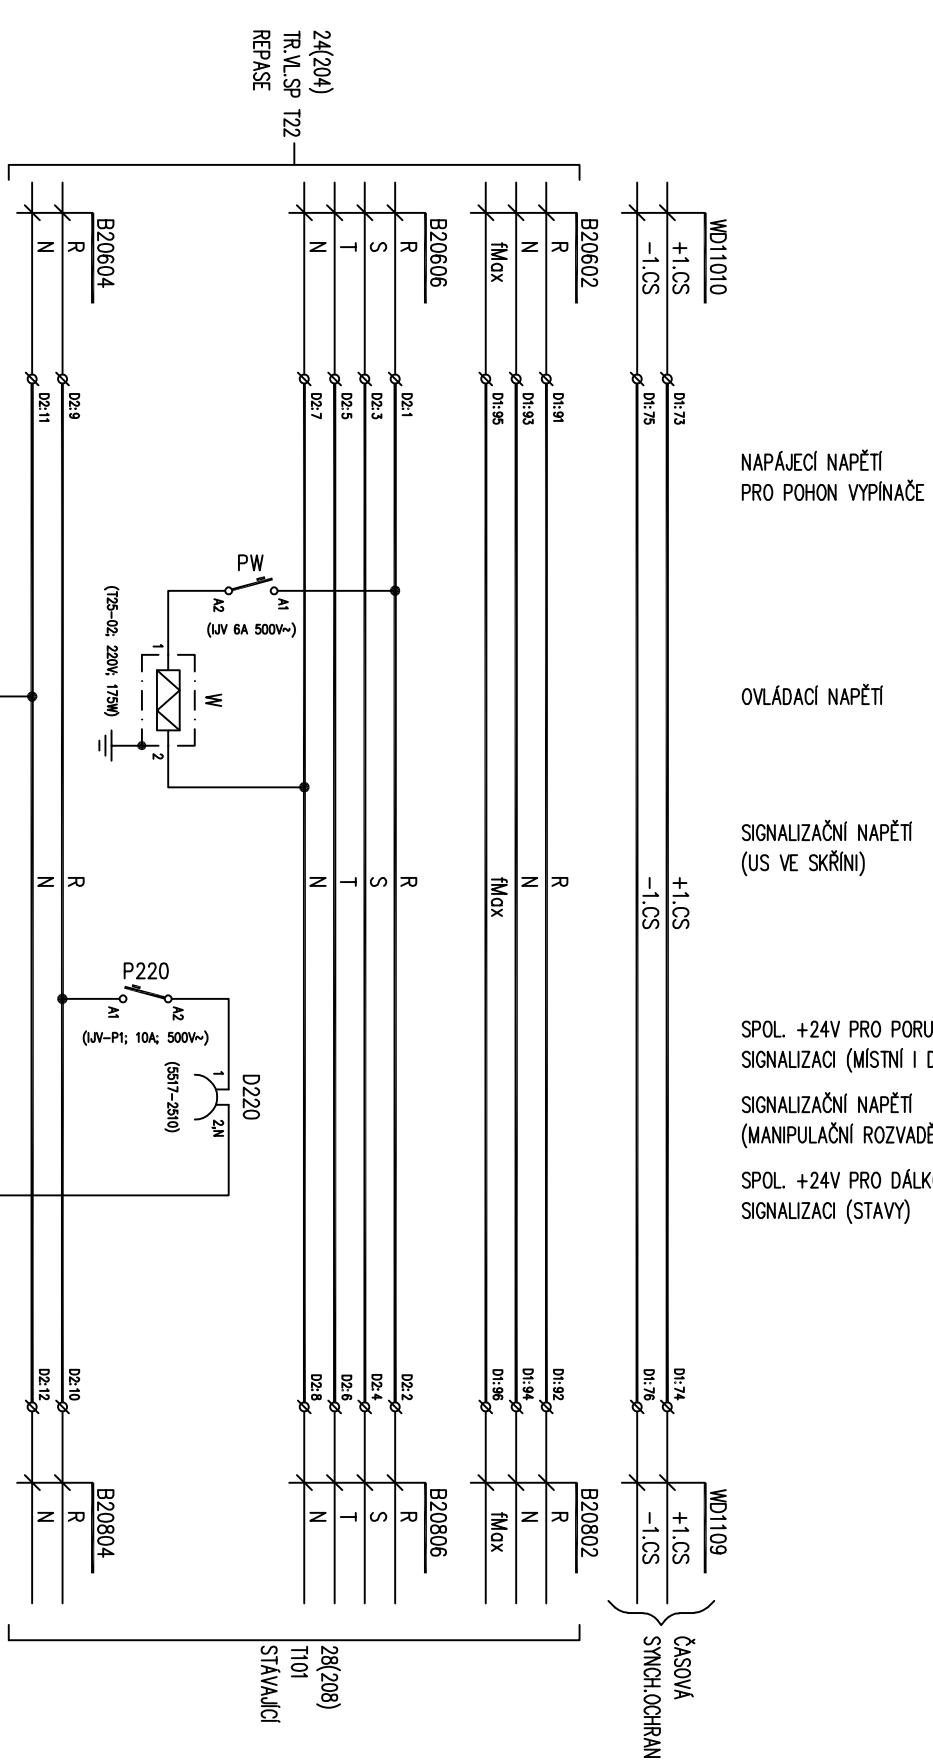 24(204)
TR.VL.SP T22
REPASE
WD11010
+1.CS
-1.CS
B20602
R
N
fMax
B20606
R
S
T
N
B20604
R
N
D1:73
D1:75
D1:91
D1:93
D1:95
D2:1
D2:3
D2:5
D2:7
D2:9
D2:11
NAPÁJECÍ NAPĚTÍ
PRO POHON VYPÍNAČE
PW
A1
A2
(IJV 6A 500V~)
1
W
2
(T25-02; 220V; 175W)
OVLÁDACÍ NAPĚTÍ
SIGNALIZAČNÍ NAPĚTÍ
(US VE SKŘÍNI)
+1.CS
-1.CS
R
N
fMax
R
S
T
N
R
N
P220
A2
A1
(IJV-P1; 10A; 500V~)
D220
1
2,N
(5517-2510)
SPOL. +24V PRO PORU
SIGNALIZACI (MÍSTNÍ I D
SIGNALIZAČNÍ NAPĚTÍ
(MANIPULAČNÍ ROZVADĚ
SPOL. +24V PRO DÁLK
SIGNALIZACI (STAVY)
D1:74
D1:76
D1:92
D1:94
D1:96
D2:2
D2:4
D2:6
D2:8
D2:10
D2:12
WD1109
+1.CS
-1.CS
B20802
R
N
fMax
B20806
R
S
T
N
B20804
R
N
ČASOVÁ
SYNCH.OCHRAN
28(208)
T101
STÁVAJÍCÍ